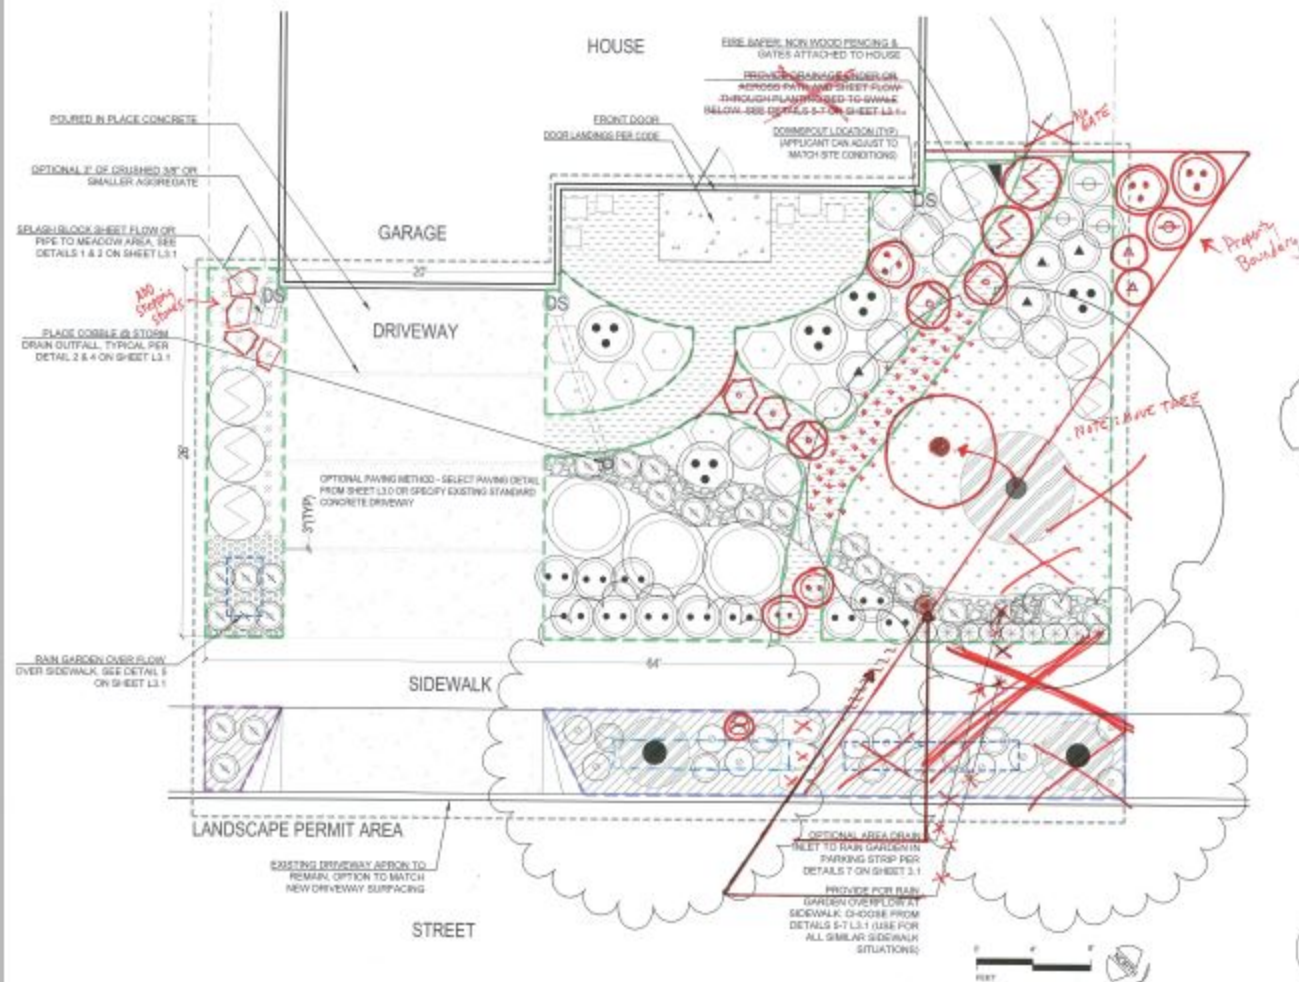 HOUSE
FIRE SAFER: NON WOOD FENCING &
GATES ATTACHED TO HOUSE
PROVIDE DRAINAGE UNDER OR
ACROSS PATH AND SHEET FLOW
THROUGH PLANTING BED TO SWALE
BELOW. SEE DETAILS 5-7 ON SHEET L3.1
No
GATE
POURED IN PLACE CONCRETE
FRONT DOOR
DOOR LANDINGS PER CODE
DOWNSPOUT LOCATION (TYP.)
(APPLICANT CAN ADJUST TO
MATCH SITE CONDITIONS)
OPTIONAL 3" OF CRUSHED 3/8" OR
SMALLER AGGREGATE
DS
SPLASH BLOCK SHEET FLOW OR
PIPE TO MEADOW AREA, SEE
DETAILS 1 & 2 ON SHEET L3.1
GARAGE
Property
Boundary
20'
ADD
Stepping
Stones
DS
DS
DRIVEWAY
PLACE COBBLE @ STORM
DRAIN OUTFALL, TYPICAL PER
DETAIL 2 & 4 ON SHEET L3.1
NOTE: MOVE TREE
OPTIONAL PAVING METHOD - SELECT PAVING DETAIL
FROM SHEET L3.0 OR SPECIFY EXISTING STANDARD
CONCRETE DRIVEWAY
3'(TYP)
RAIN GARDEN OVER FLOW
OVER SIDEWALK, SEE DETAIL 5
ON SHEET L3.1
64'
SIDEWALK
LANDSCAPE PERMIT AREA
EXISTING DRIVEWAY APRON TO
REMAIN. OPTION TO MATCH
NEW DRIVEWAY SURFACING
OPTIONAL AREA DRAIN
INLET TO RAIN GARDEN IN
PARKING STRIP PER
DETAILS 7 ON SHEET 3.1
PROVIDE FOR RAIN
GARDEN OVERFLOW AT
SIDEWALK. CHOOSE FROM
DETAILS 5-7 L3.1 (USE FOR
ALL SIMILAR SIDEWALK
SITUATIONS)
STREET
FEET
NORTH